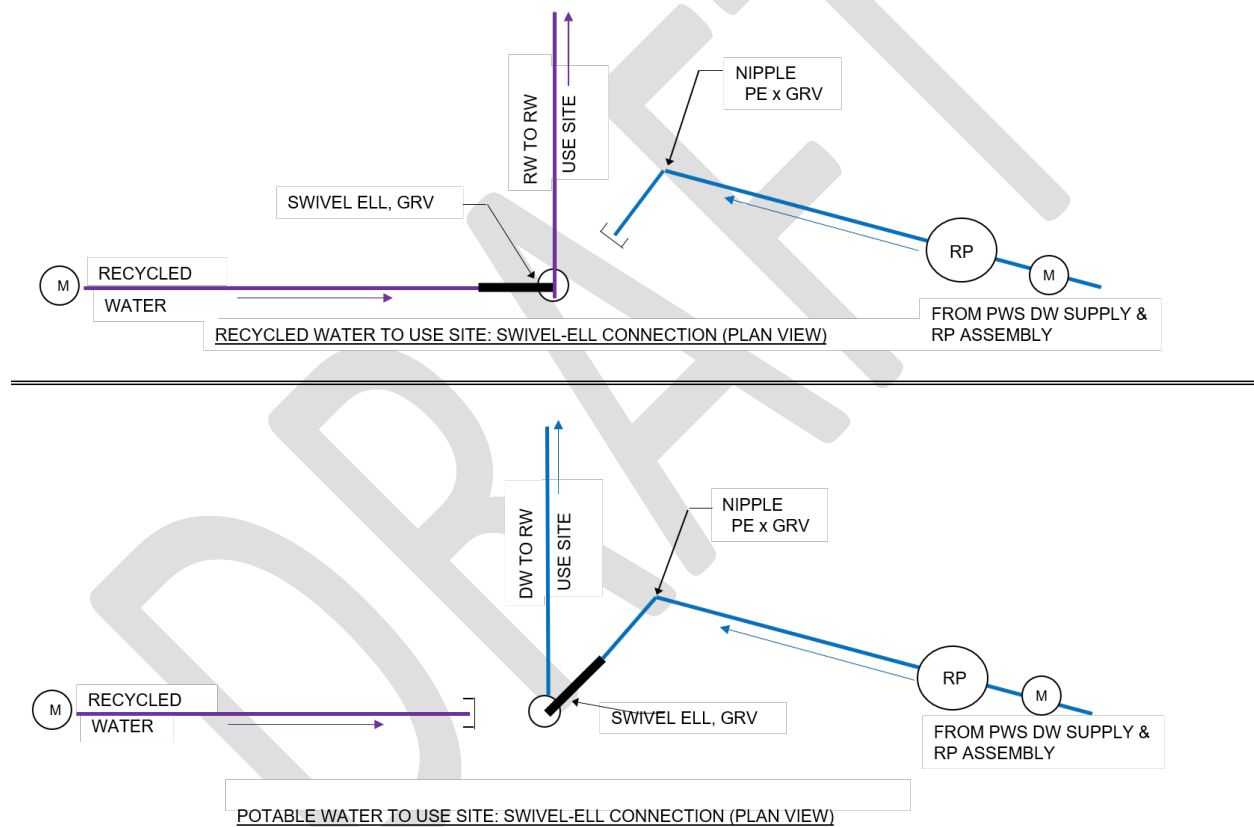 DRAFT
RW TO RW
USE SITE
NIPPLE
PE x GRV
SWIVEL ELL, GRV
RP
M
RECYCLED
M
WATER
FROM PWS DW SUPPLY &
RP ASSEMBLY
RECYCLED WATER TO USE SITE: SWIVEL-ELL CONNECTION (PLAN VIEW)
DW TO RW
USE SITE
NIPPLE
PE x GRV
RP
M
RECYCLED
M
WATER
SWIVEL ELL, GRV
FROM PWS DW SUPPLY &
RP ASSEMBLY
POTABLE WATER TO USE SITE: SWIVEL-ELL CONNECTION (PLAN VIEW)